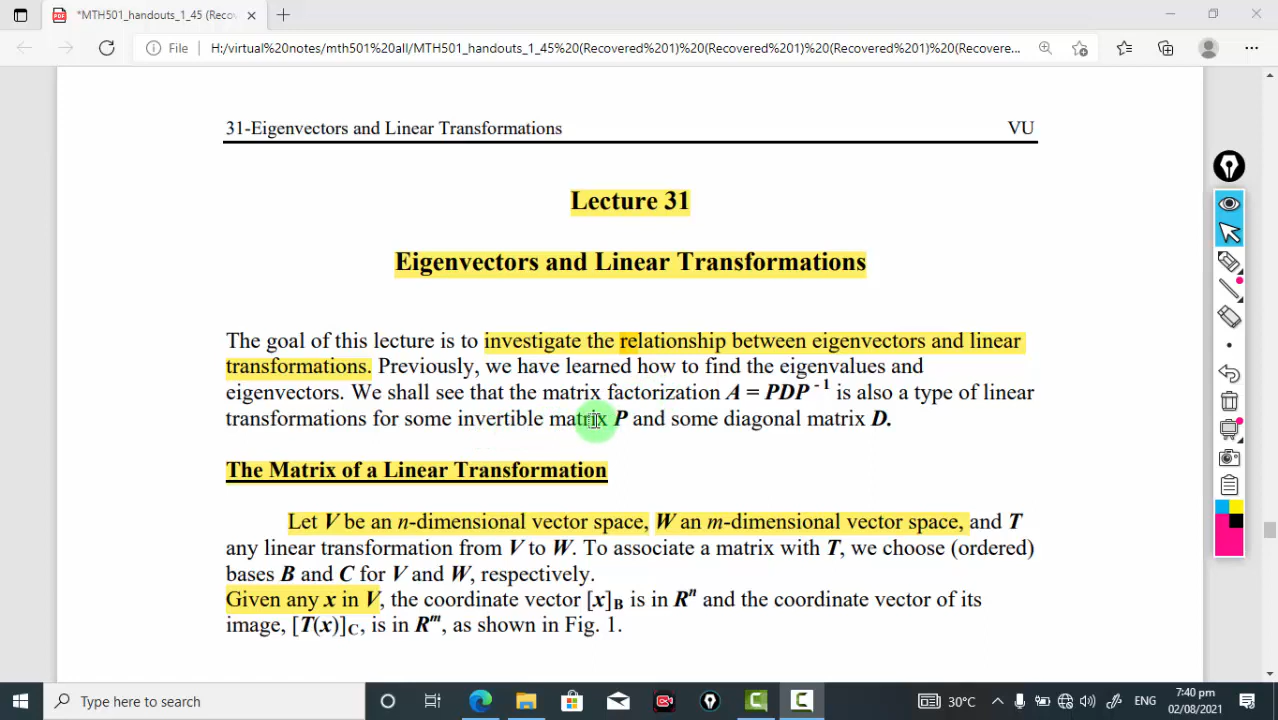 *MTH501_handouts_1_45 (Reco
File
H:/virtual%20notes/mth501%20all/MTH501_handouts_1_45%20(Recovered%201)%20(Recovered%201)%20(Recovered%201)%20(Recovere...
31-Eigenvectors and Linear Transformations VU
Lecture 31
Eigenvectors and Linear Transformations
The goal of this lecture is to investigate the relationship between eigenvectors and linear
transformations. Previously, we have learned how to find the eigenvalues and
eigenvectors. We shall see that the matrix factorization A = PDP⁻¹ is also a type of linear
transformations for some invertible matrix P and some diagonal matrix D.
The Matrix of a Linear Transformation
Let V be an n-dimensional vector space, W an m-dimensional vector space, and T
any linear transformation from V to W. To associate a matrix with T, we choose (ordered)
bases B and C for V and W, respectively.
Given any x in V, the coordinate vector [x]B is in Rⁿ and the coordinate vector of its
image, [T(x)]C, is in Rᵐ, as shown in Fig. 1.
Type here to search
30°C
ENG
7:40 pm
02/08/2021